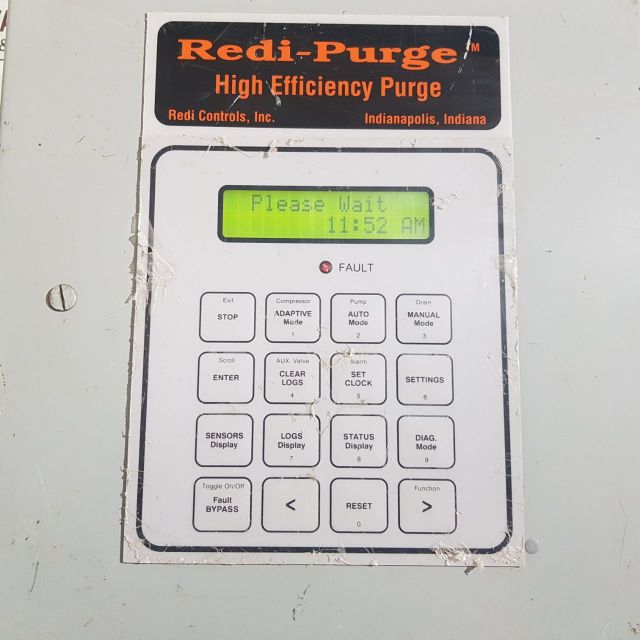 &
Redi-Purge™
High Efficiency Purge
Redi Controls, Inc. Indianapolis, Indiana
Please Wait
11:52 AM
FAULT
Exit
STOP
Compressor
ADAPTIVE
Mode
1
Pump
AUTO
Mode
2
Drain
MANUAL
Mode
3
Scroll
ENTER
AUX. Valve
CLEAR
LOGS
4
Alarm
SET
CLOCK
5
SETTINGS
6
SENSORS
Display
LOGS
Display
7
STATUS
Display
8
DIAG.
Mode
9
Toggle On/Off
Fault
BYPASS
<
RESET
0
Function
>